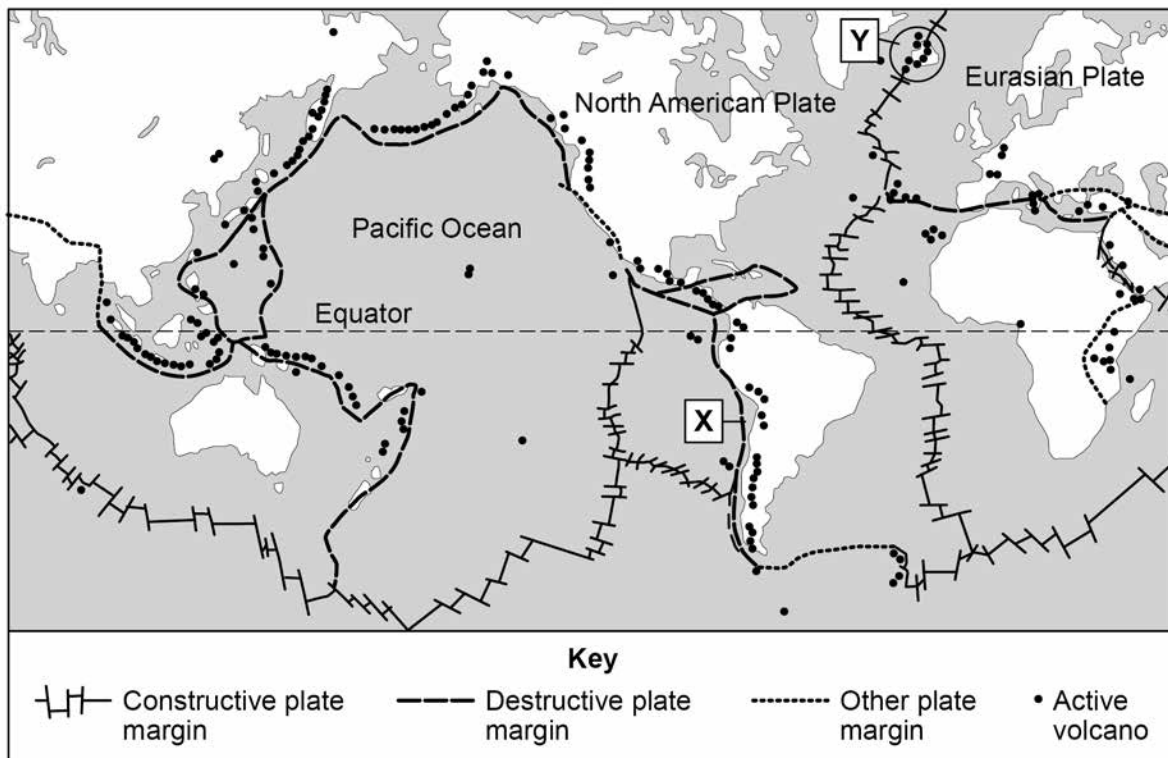 Y
Eurasian Plate
North American Plate
Pacific Ocean
Equator
X
Key
Constructive plate
margin
Destructive plate
margin
Other plate
margin
Active
volcano